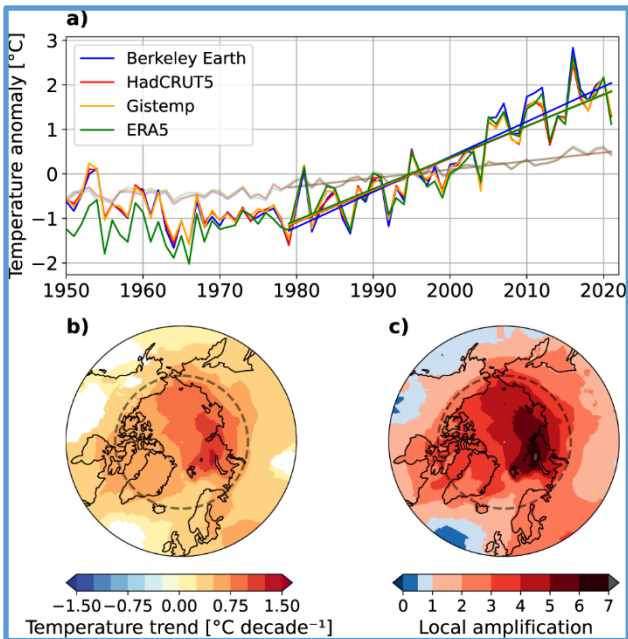 a)
Temperature anomaly [°C]
3
2
1
0
−1
−2
Berkeley Earth
HadCRUT5
Gistemp
ERA5
1950 1960 1970 1980 1990 2000 2010 2020
b)
c)
−1.50 −0.75 0.00 0.75 1.50
Temperature trend [°C decade⁻¹]
0 1 2 3 4 5 6 7
Local amplification